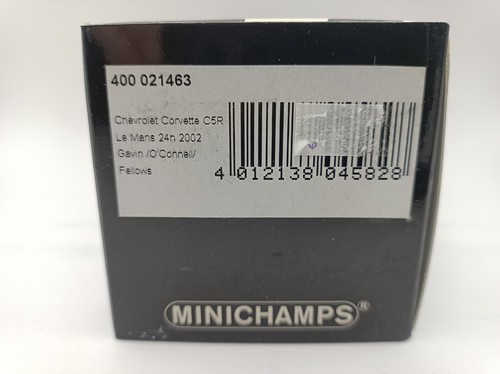 400 021463
Chevrolet Corvette C5R
Le Mans 24h 2002
Gavin /O'Connell/
Fellows
4 012138 045828
MINICHAMPS®